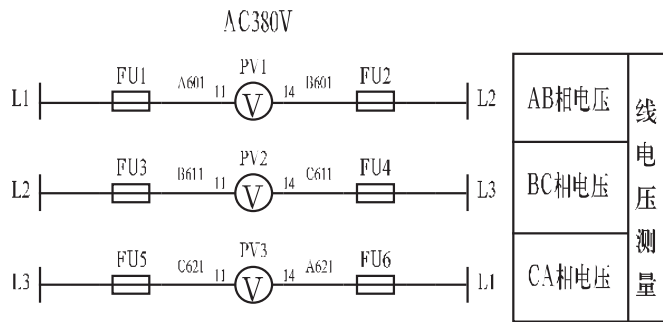 AC380V
L1 FU1 A601 11 PV1 V 14 B601 FU2 L2 AB相电压
L2 FU3 B611 11 PV2 V 14 C611 FU4 L3 BC相电压
L3 FU5 C621 11 PV3 V 14 A621 FU6 L1 CA相电压
线电压测量